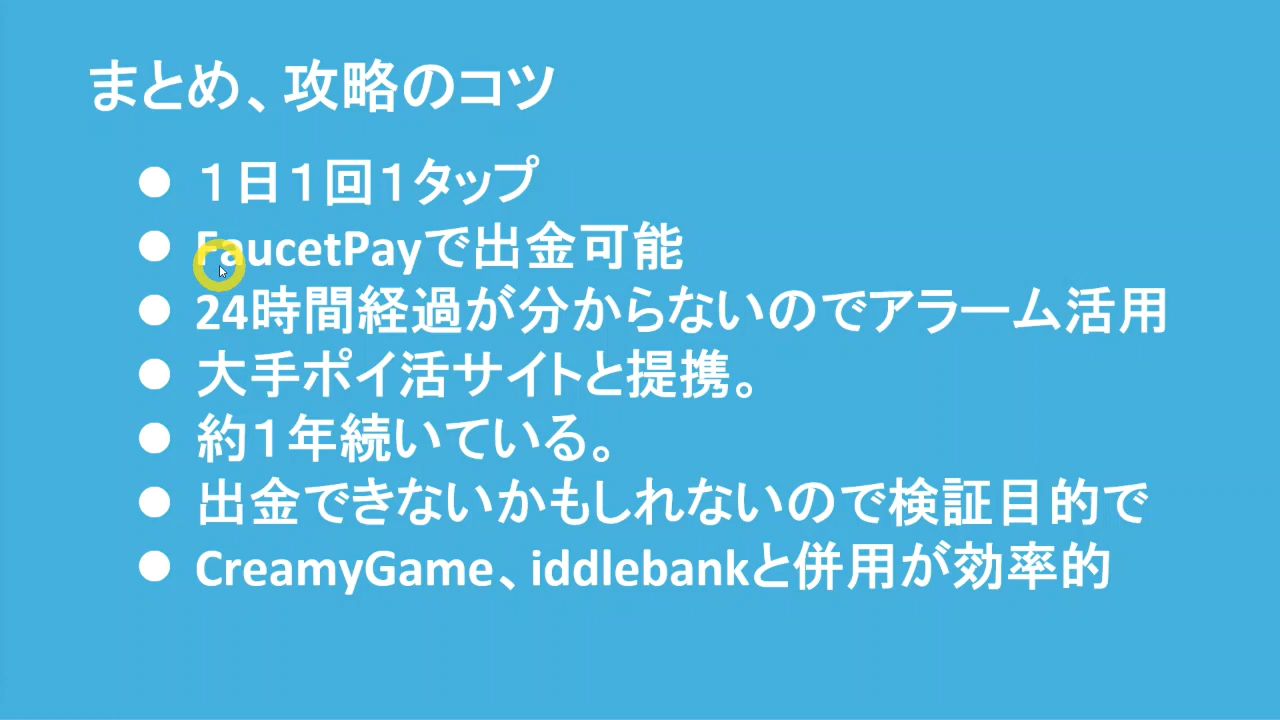 まとめ、攻略のコツ
● １日１回１タップ
● FaucetPayで出金可能
● 24時間経過が分からないのでアラーム活用
● 大手ポイ活サイトと提携。
● 約１年続いている。
● 出金できないかもしれないので検証目的で
● CreamyGame、iddlebankと併用が効率的